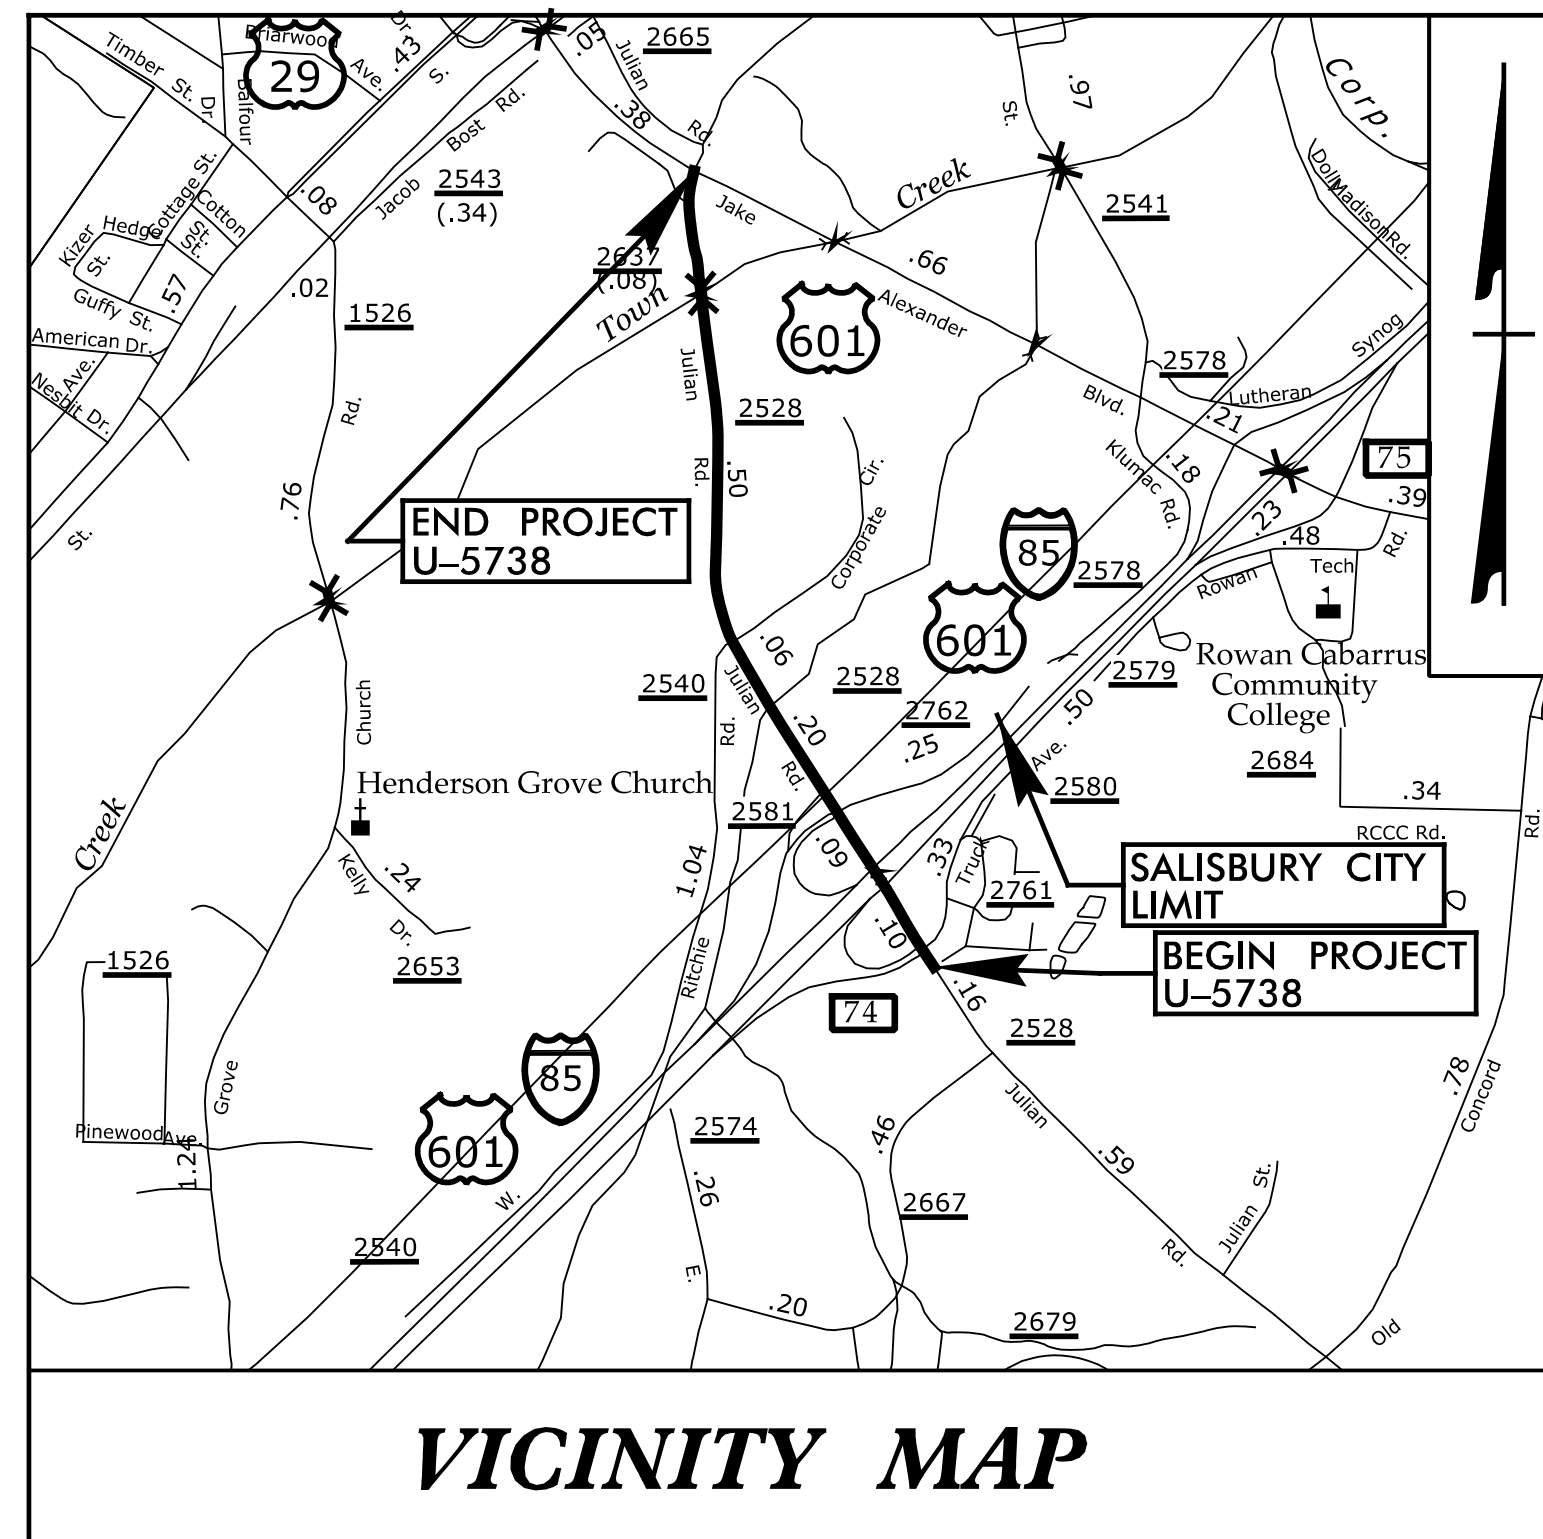 Briarwood
Ave.
Dr
.43
S.
.05
Julian
2665
29
Timber St.
Dr
Balfour
.38
Rd.
Bost Rd.
Jacob
2543
(.34)
.08
Cottage St.
Cotton
St.
Hedge
St.
Kizer
St.
Guffy St.
.57
American Dr.
Ave.
Nesbit Dr.
St.
.02
1526
Rd.
.76
2637
(.08)
Town
Creek
Jake
.66
Alexander
Blvd.
601
Julian
Rd.
2528
.50
St.
.97
2541
Corp.
Dolly
Madison Rd.
Synog
2578
Lutheran
.21
Klumac Rd.
.18
75
.39
.23
.48
Rd.
Rowan
Tech
END PROJECT
U–5738
Corporate Cir.
85
2578
601
Rowan Cabarrus
Community
College
2579
.06
2528
2540
Julian
Rd.
.20
Rd.
2762
.25
.50
Ave.
2580
2684
.34
RCCC Rd.
Rd.
Church
Henderson Grove Church
Creek
Kelly
.24
Dr.
2653
2581
.09
1.04
.33
Truck
2761
SALISBURY CITY
LIMIT
.10
BEGIN PROJECT
U–5738
.16
74
2528
Ritchie
1526
Grove
Pinewood Ave.
1.24
85
601
W.
2540
2574
.26
E.
.20
.46
2667
2679
Julian
.59
Rd.
Julian St.
.78
Concord
Old
VICINITY MAP